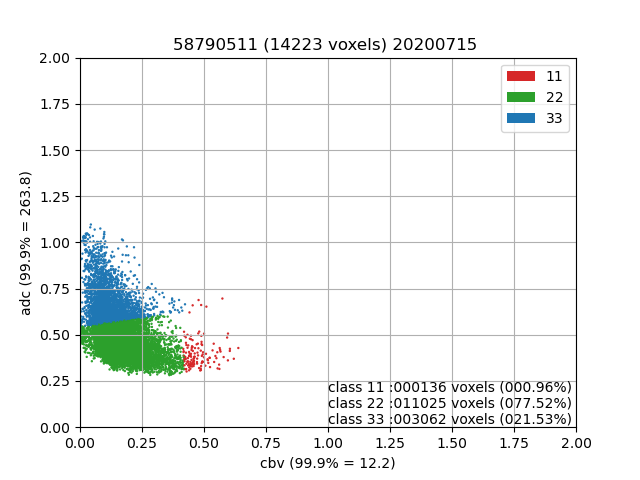 58790511 (14223 voxels) 20200715
2.00
1.75
1.50
1.25
1.00
0.75
0.50
0.25
0.00
adc (99.9% = 263.8)
11
22
33
class 11 :000136 voxels (000.96%)
class 22 :011025 voxels (077.52%)
class 33 :003062 voxels (021.53%)
0.00 0.25 0.50 0.75 1.00 1.25 1.50 1.75 2.00
cbv (99.9% = 12.2)